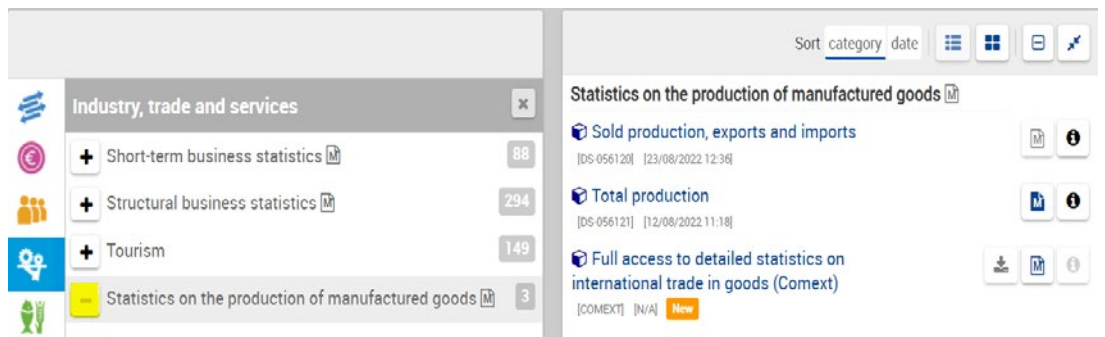 Sort category date
Industry, trade and services
Short-term business statistics
88
Structural business statistics
294
Tourism
149
Statistics on the production of manufactured goods
3
Statistics on the production of manufactured goods
Sold production, exports and imports
[DS-056120] [23/08/2022 12:36]
Total production
[DS-056121] [12/08/2022 11:18]
Full access to detailed statistics on
international trade in goods (Comext)
[COMEXT] [N/A] New